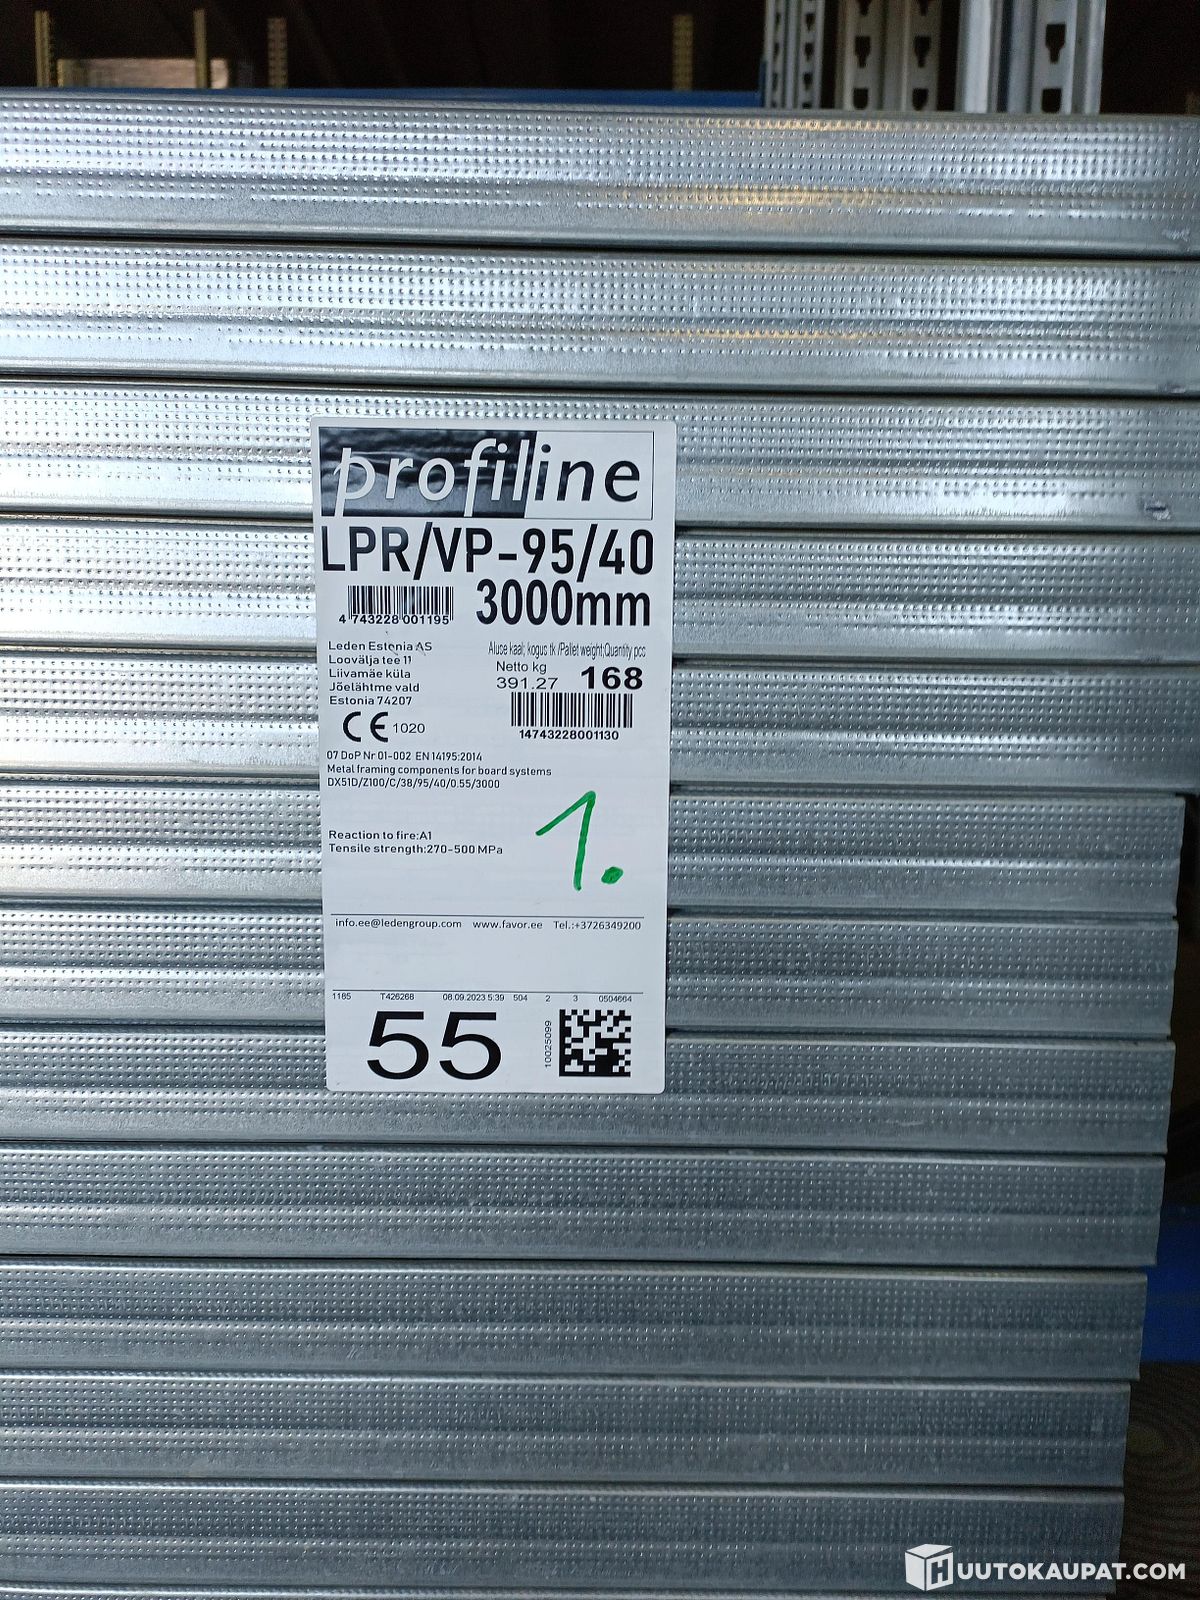 profiline
LPR/VP-95/40
3000mm
4 743228 001195
Leden Estonia AS
Loovälja tee 11
Liivamäe küla
Jõelähtme vald
Estonia 74207
CE 1020
Aluse kaal; kogus tk /Pallet weight;Quantity pcs
Netto kg
391.27 168
14743228001130
07 DoP Nr 01-002 EN 14195:2014
Metal framing components for board systems
DX51D/Z100/C/38/95/40/0.55/3000
1.
Reaction to fire:A1
Tensile strength:270-500 MPa
info.ee@ledengroup.com www.favor.ee Tel.:+3726349200
1185 T426268 08.09.2023 5:39 504 2 3 0504664
55
10025099
HUUTOKAUPAT.COM